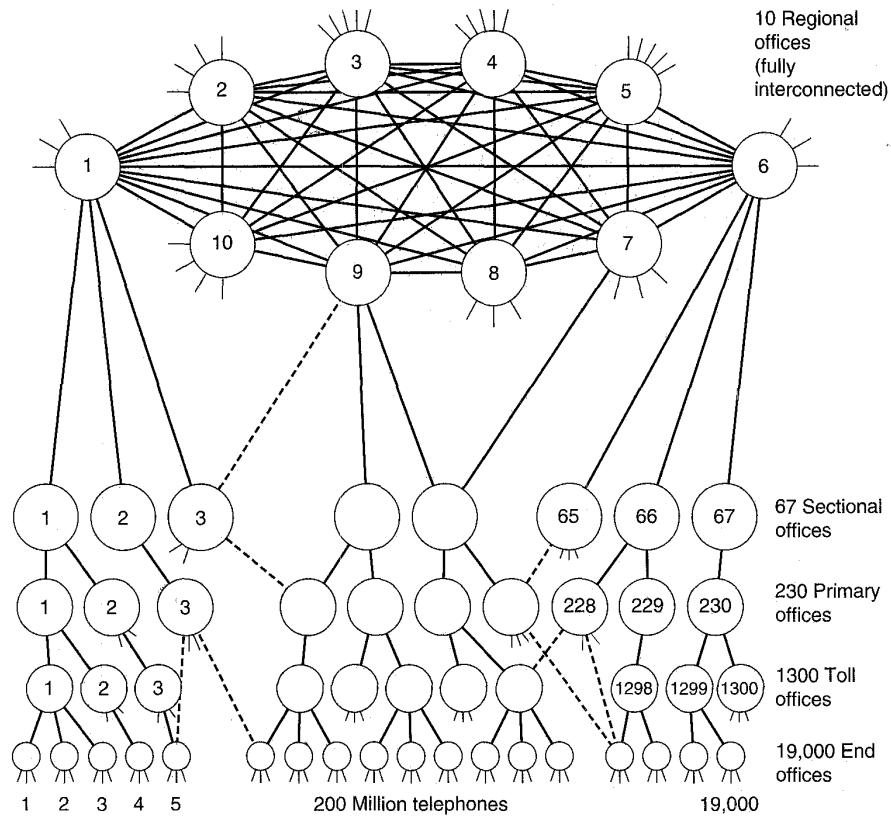 10 Regional
offices
(fully
interconnected)
3
4
2
5
1
6
10
7
9
8
1
2
3
65
66
67
67 Sectional
offices
1
2
3
228
229
230
230 Primary
offices
1
2
3
1298
1299
1300
1300 Toll
offices
19,000 End
offices
1
2
3
4
5
200 Million telephones
19,000